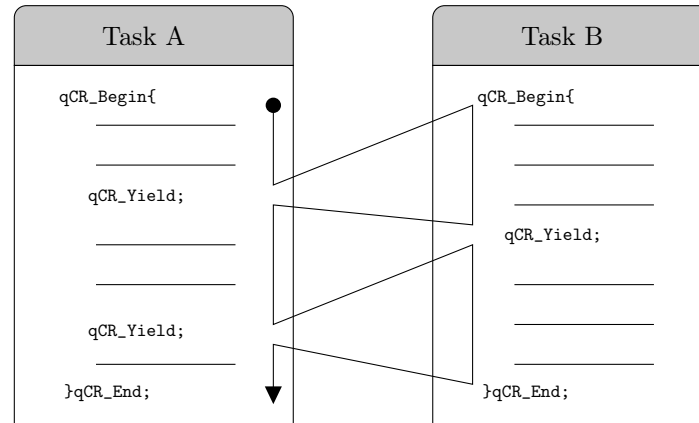 Task A
qCR_Begin{
qCR_Yield;
qCR_Yield;
}qCR_End;
Task B
qCR_Begin{
qCR_Yield;
}qCR_End;